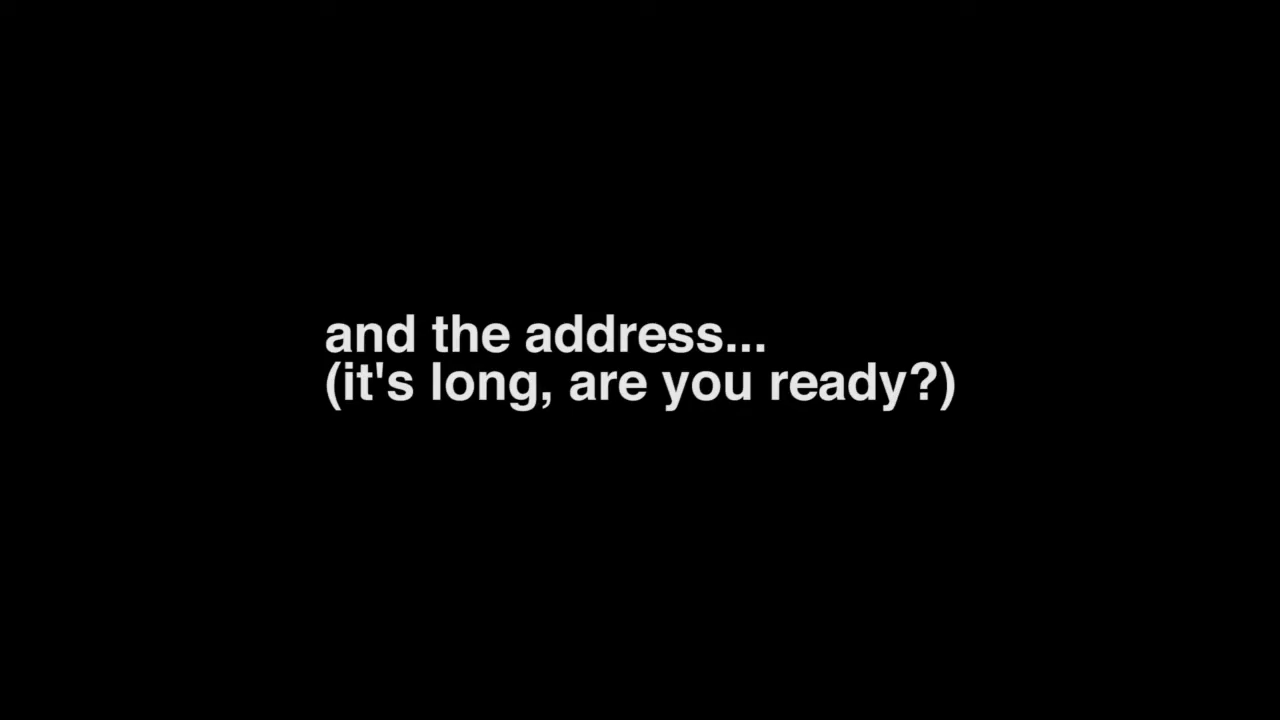 and the address...
(it's long, are you ready?)